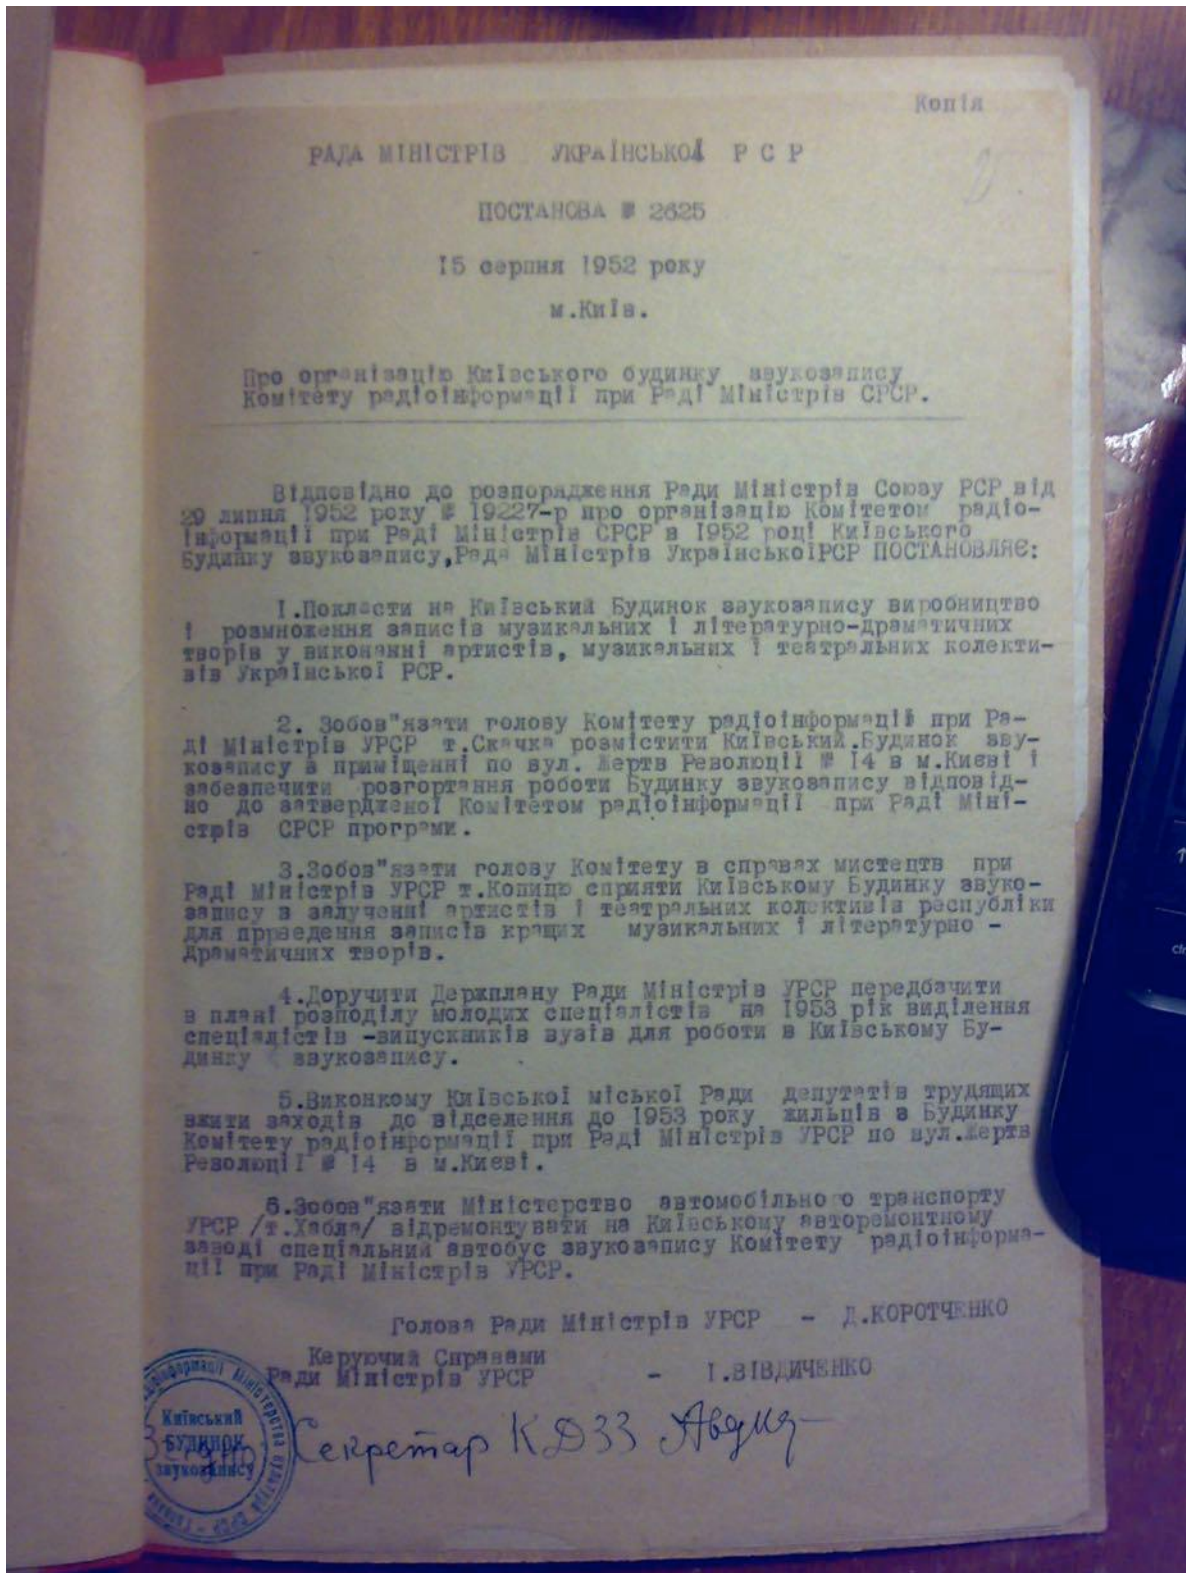 Копія
РАДА МІНІСТРІВ УКРАЇНСЬКОЇ Р С Р
ПОСТАНОВА № 2625
15 серпня 1952 року
м.Київ.
Про організацію Київського будинку звукозапису
Комітету радіоінформації при Раді Міністрів СРСР.
Відповідно до розпорядження Ради Міністрів Союзу РСР від
29 липня 1952 року № 19227-р про організацію Комітетом радіо-
інформації при Раді Міністрів СРСР в 1952 році Київського
Будинку звукозапису,Рада Міністрів УкраїнськоїРСР ПОСТАНОВЛЯЄ:
1.Покласти на Київський Будинок звукозапису виробництво
і розмноження записів музикальних і літературно-драматичних
творів у виконанні артистів, музикальних і театральних колекти-
вів Української РСР.
2. Зобов"язати голову Комітету радіоінформації при Ра-
ді Міністрів УРСР т.Скачка розмістити Київський.Будинок зву-
козапису в приміщенні по вул. Жертв Революції № 14 в м.Києві і
забезпечити розгортання роботи Будинку звукозапису відповід-
но до затвердженої Комітетом радіоінформації при Раді Міні-
стрів СРСР програми.
3.Зобов"язати голову Комітету в справах мистецтв при
Раді Міністрів УРСР т.Копицю сприяти Київському Будинку звуко-
запису в залученні артистів і театральних колективів республіки
для проведення записів кращих музикальних і літературно -
драматичних творів.
4.Доручити Держплану Ради Міністрів УРСР передбачити
в плані розподілу молодих спеціалістів на 1953 рік виділення
спеціалістів -випускників вузів для роботи в Київському Бу-
динку звукозапису.
5.Виконкому Київської міської Ради депутатів трудящих
вжити заходів до відселення до 1953 року жильців з Будинку
Комітету радіоінформації при Раді Міністрів УРСР по вул.Жертв
Революції № 14 в м.Києві.
6.Зобов"язати Міністерство автомобільного транспорту
УРСР /т.Хабля/ відремонтувати на Київському авторемонтному
заводі спеціальний автобус звукозапису Комітету радіоінформа-
ції при Раді Міністрів УРСР.
Голова Ради Міністрів УРСР - Д.КОРОТЧЕНКО
Керуючий Справами
Ради Міністрів УРСР - І.ВІВДИЧЕНКО
Київський
БУДИНОК
звукозапису
Секретар КДЗЗ